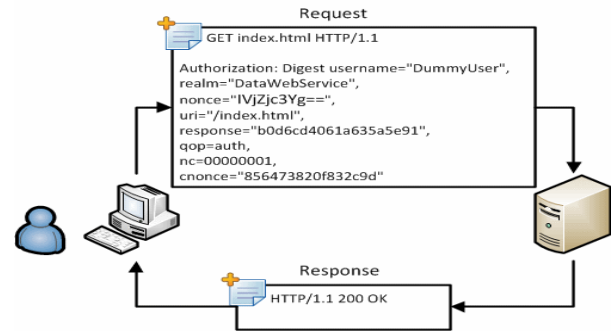 Request
GET index.html HTTP/1.1
Authorization: Digest username="DummyUser",
realm="DataWebService",
nonce="lVjZjc3Yg==",
uri="/index.html",
response="b0d6cd4061a635a5e91",
qop=auth,
nc=00000001,
cnonce="856473820f832c9d"
Response
HTTP/1.1 200 OK